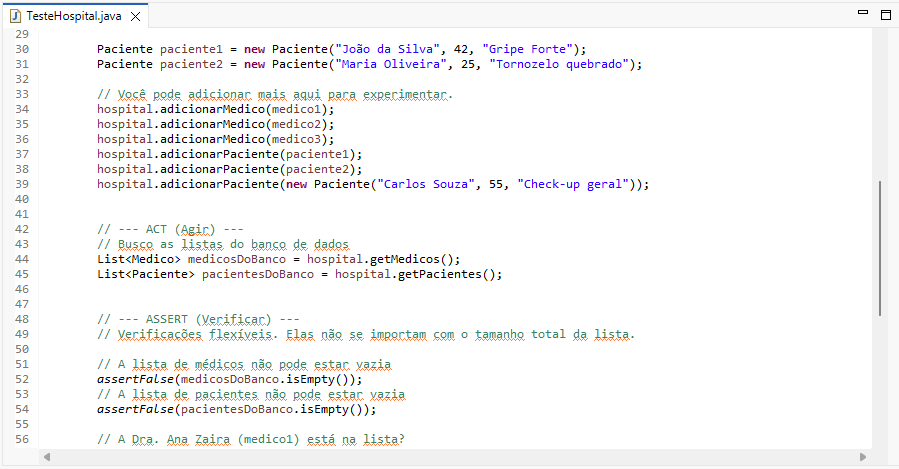 TesteHospital.java
29
30 Paciente paciente1 = new Paciente("João da Silva", 42, "Gripe Forte");
31 Paciente paciente2 = new Paciente("Maria Oliveira", 25, "Tornozelo quebrado");
32
33 // Você pode adicionar mais aqui para experimentar.
34 hospital.adicionarMedico(medico1);
35 hospital.adicionarMedico(medico2);
36 hospital.adicionarMedico(medico3);
37 hospital.adicionarPaciente(paciente1);
38 hospital.adicionarPaciente(paciente2);
39 hospital.adicionarPaciente(new Paciente("Carlos Souza", 55, "Check-up geral"));
40
41
42 // --- ACT (Agir) ---
43 // Busco as listas do banco de dados
44 List<Medico> medicosDoBanco = hospital.getMedicos();
45 List<Paciente> pacientesDoBanco = hospital.getPacientes();
46
47
48 // --- ASSERT (Verificar) ---
49 // Verificações flexíveis. Elas não se importam com o tamanho total da lista.
50
51 // A lista de médicos não pode estar vazia
52 assertFalse(medicosDoBanco.isEmpty());
53 // A lista de pacientes não pode estar vazia
54 assertFalse(pacientesDoBanco.isEmpty());
55
56 // A Dra. Ana Zaira (medico1) está na lista?